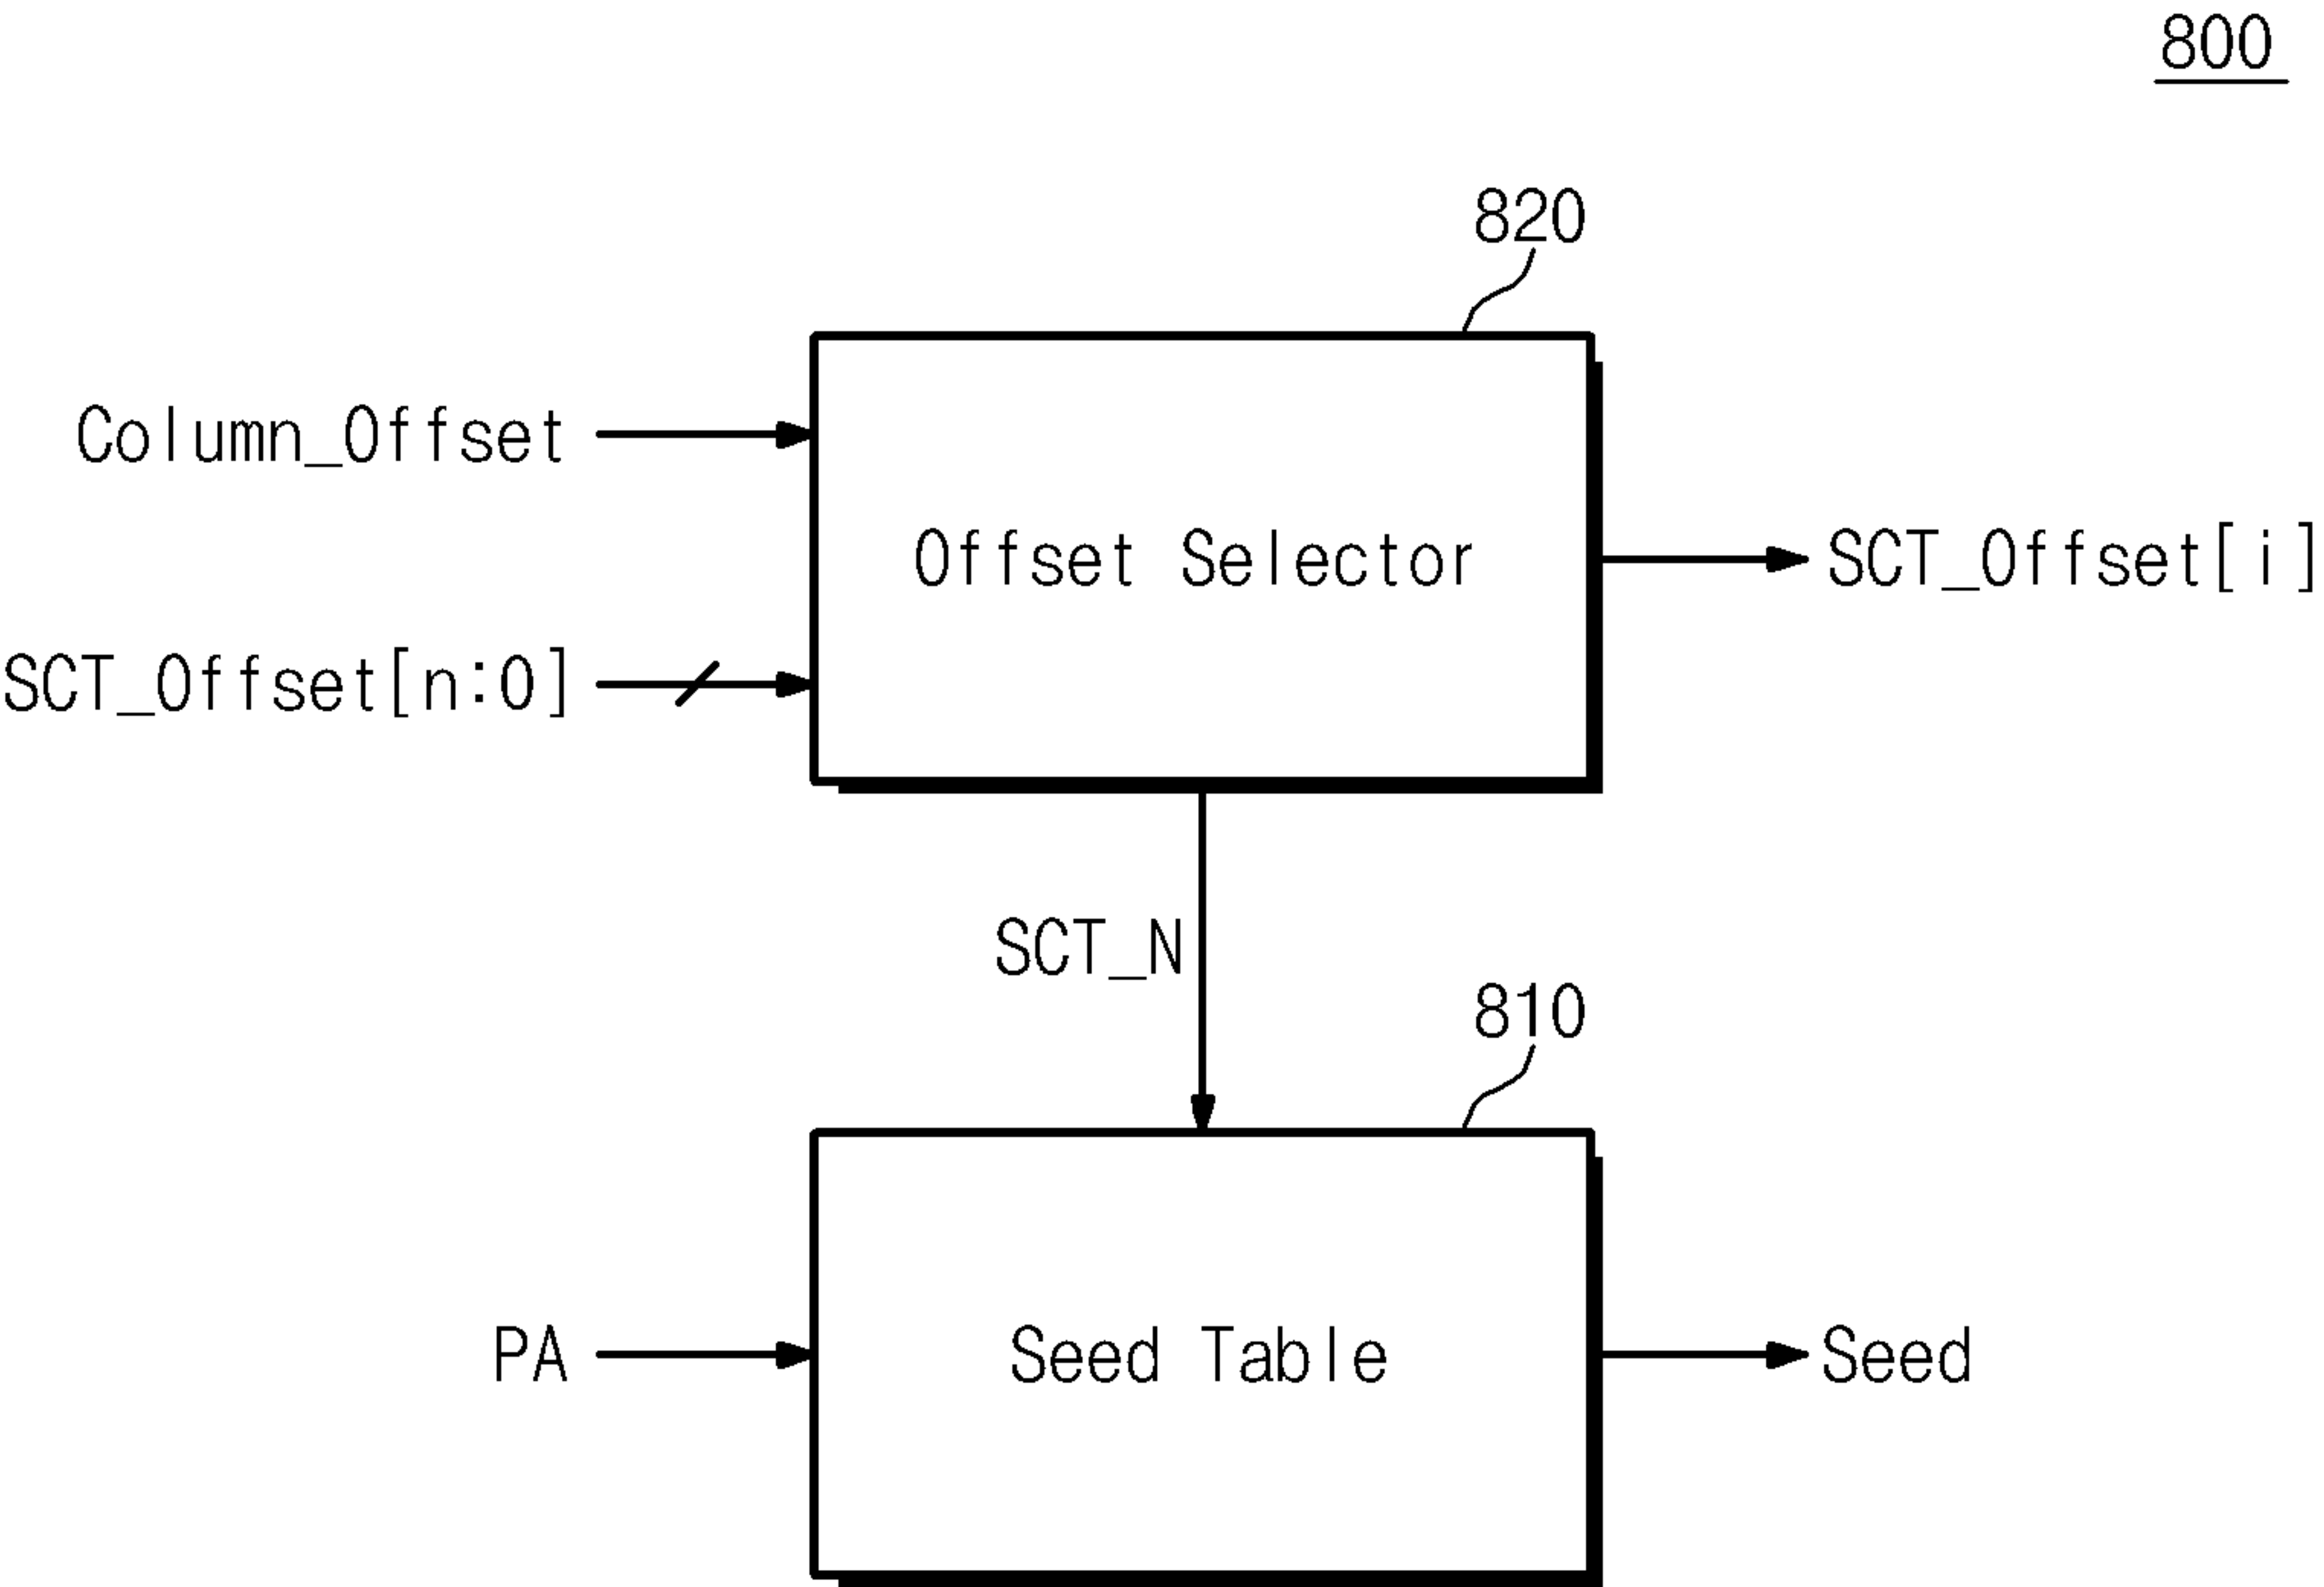 800
820
Column_Offset
Offset Selector
SCT_Offset[i]
SCT_Offset[n:0]
SCT_N
810
PA
Seed Table
Seed